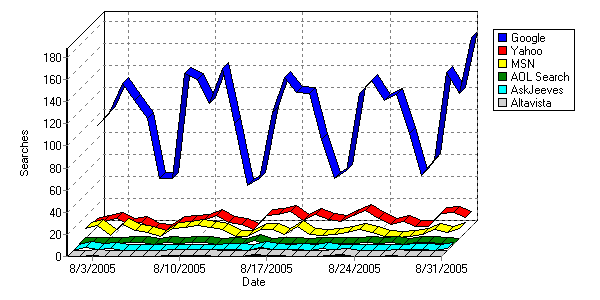 180
160
140
120
100
80
60
40
20
0
Searches
8/3/2005 8/10/2005 8/17/2005 8/24/2005 8/31/2005
Date
Google
Yahoo
MSN
AOL Search
AskJeeves
Altavista